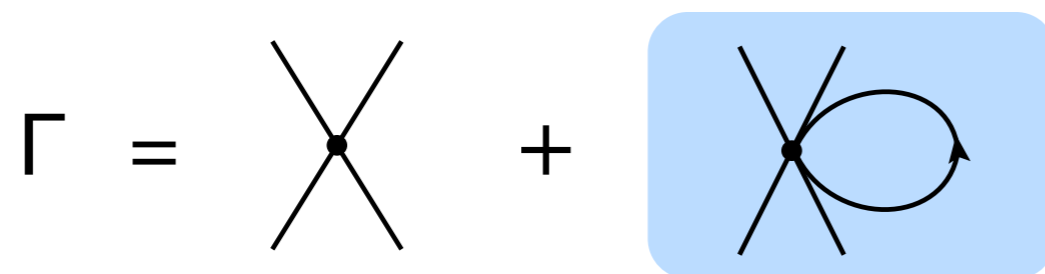 Γ = +